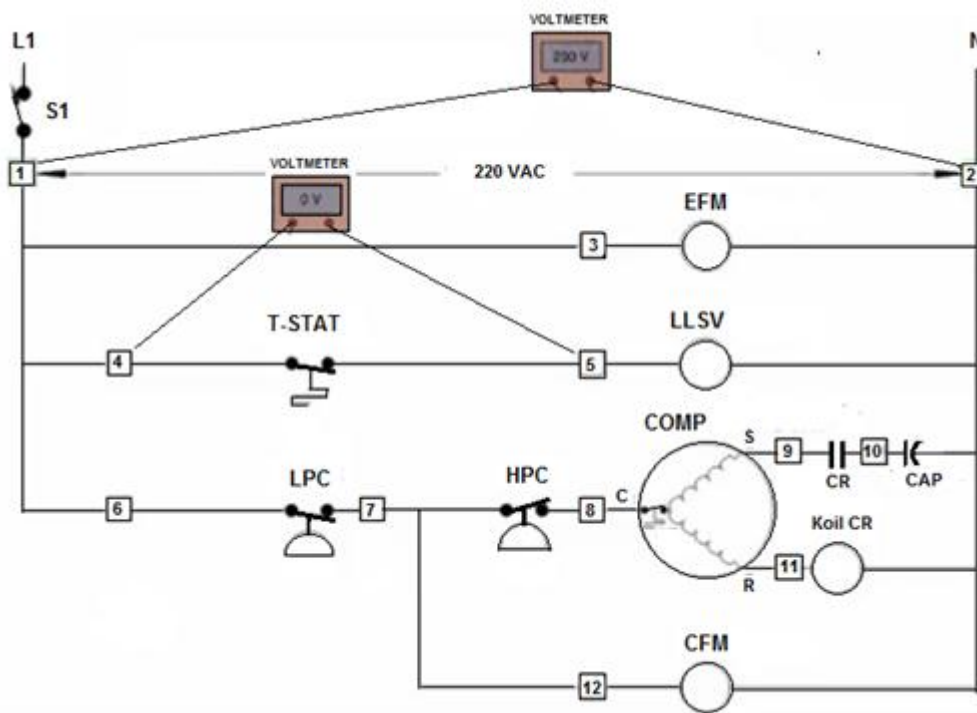 VOLTMETER
L1
N
200 V
S1
VOLTMETER
1
220 VAC
2
0 V
EFM
3
T-STAT
LLSV
4
5
COMP
S
9
10
LPC
HPC
CR
CAP
6
7
8
C
Koil CR
11
R
CFM
12